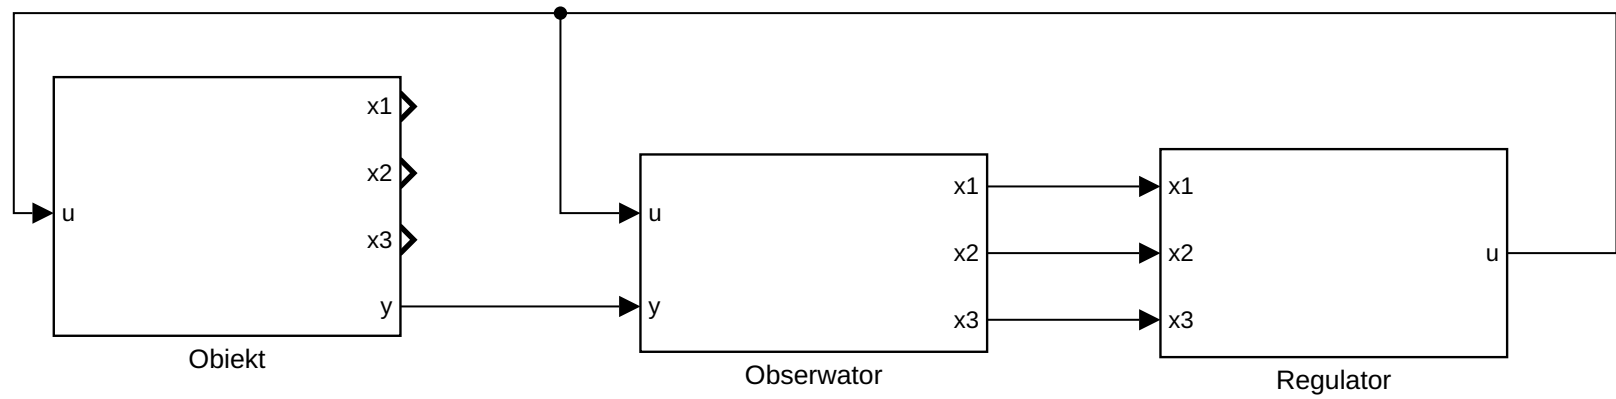 u
x1
x2
x3
y
Obiekt
u
y
x1
x2
x3
Obserwator
x1
x2
x3
u
Regulator